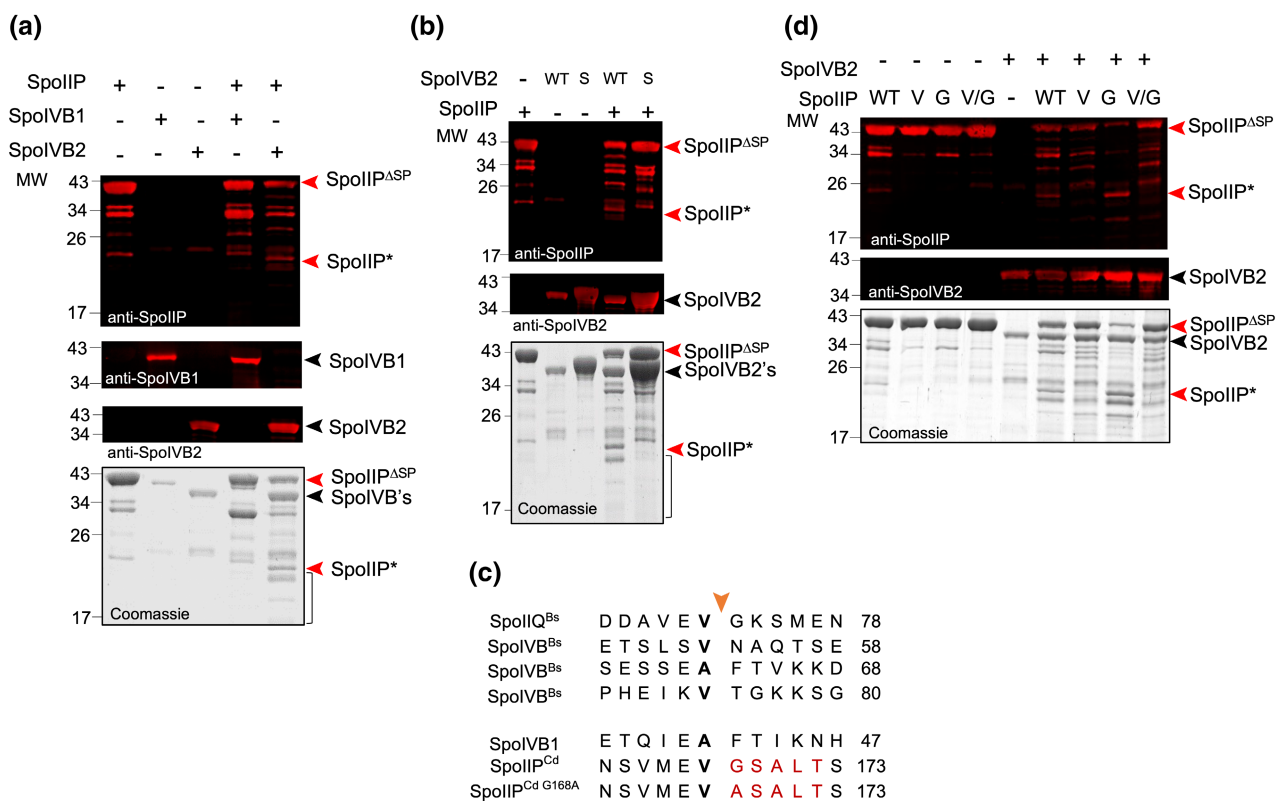 (a)
SpoIIP + - - + +
SpoIVB1 - + - + -
SpoIVB2 - - + - +
MW
43
34
26
17
SpoIIPΔSP
SpoIIP*
anti-SpoIIP
43
34
SpoIVB1
anti-SpoIVB1
43
34
SpoIVB2
anti-SpoIVB2
43
34
26
17
SpoIIPΔSP
SpoIVB's
SpoIIP*
Coomassie
(b)
SpoIVB2 - WT S WT S
SpoIIP + - - + +
MW
43
34
26
17
SpoIIPΔSP
SpoIIP*
anti-SpoIIP
43
34
SpoIVB2
anti-SpoIVB2
43
34
26
17
SpoIIPΔSP
SpoIVB2's
SpoIIP*
Coomassie
(d)
SpoIVB2 - - - - + + + + +
SpoIIP WT V G V/G - WT V G V/G
MW
43
34
26
17
SpoIIPΔSP
SpoIIP*
anti-SpoIIP
43
34
SpoIVB2
anti-SpoIVB2
43
34
26
17
SpoIIPΔSP
SpoIVB2
SpoIIP*
Coomassie
(c)
SpoIIQBs D D A V E V G K S M E N 78
SpoIVBBs E T S L S V N A Q T S E 58
SpoIVBBs S E S S E A F T V K K D 68
SpoIVBBs P H E I K V T G K K S G 80
SpoIVB1 E T Q I E A F T I K N H 47
SpoIIPCd N S V M E V G S A L T S 173
SpoIIPCd G168A N S V M E V A S A L T S 173